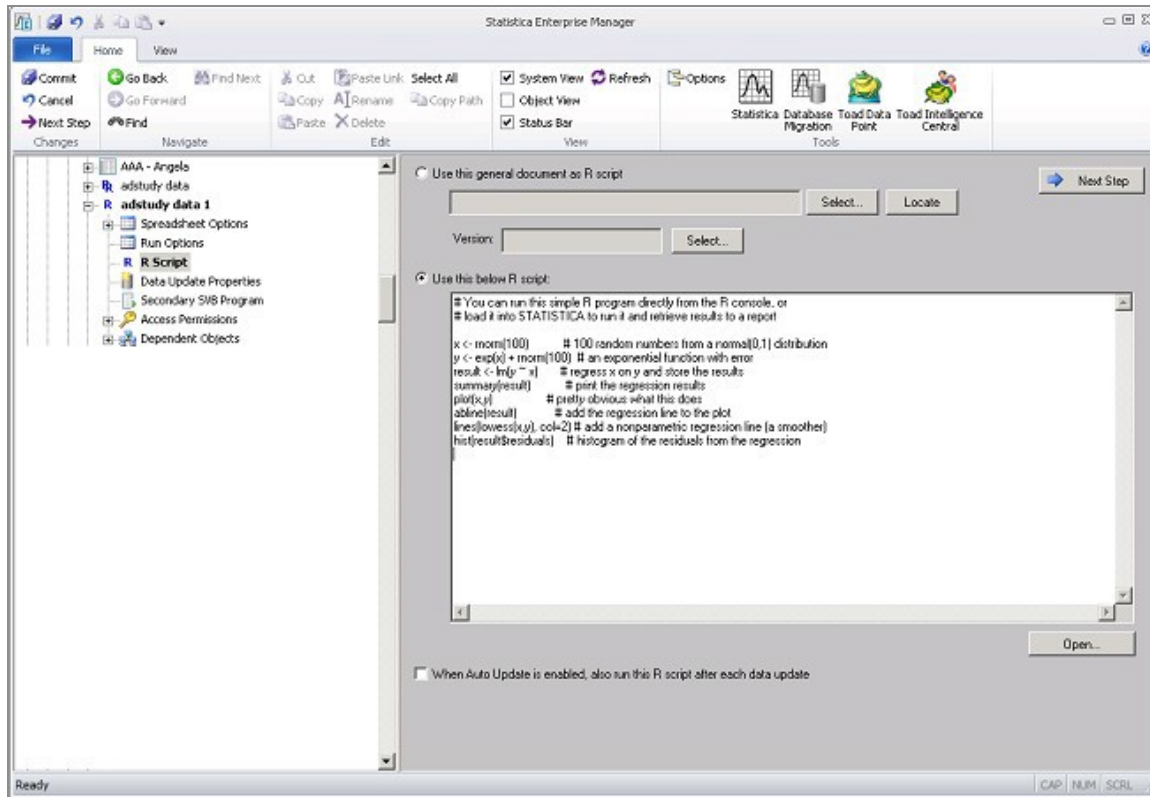 Statistica Enterprise Manager
File Home View
Commit Go Back Find Next Cut Paste Link Select All System View Refresh Options
Cancel Go Forward Copy Rename Copy Path Object View
Next Step Find Paste Delete Status Bar
Statistica Database Migration Toad Data Point Toad Intelligence Central
Changes Navigate Edit View Tools
AAA - Angela
adstudy data
adstudy data 1
Spreadsheet Options
Run Options
R Script
Data Update Properties
Secondary SVB Program
Access Permissions
Dependent Objects
Use this general document as R script
Next Step
Select... Locate
Version: Select...
Use this below R script:
# You can run this simple R program directly from the R console, or
# load it into STATISTICA to run it and retrieve results to a report
x <- rnorm(100) # 100 random numbers from a normal(0,1) distribution
y <- exp(x) + rnorm(100) # an exponential function with error
result <- lm(y ~ x) # regress x on y and store the results
summary(result) # print the regression results
plot(x,y) # pretty obvious what this does
abline(result) # add the regression line to the plot
lines(lowess(x,y), col=2) # add a nonparametric regression line (a smoother)
hist(result$residuals) # histogram of the residuals from the regression
Open...
When Auto Update is enabled, also run this R script after each data update
Ready CAP NUM SCRL